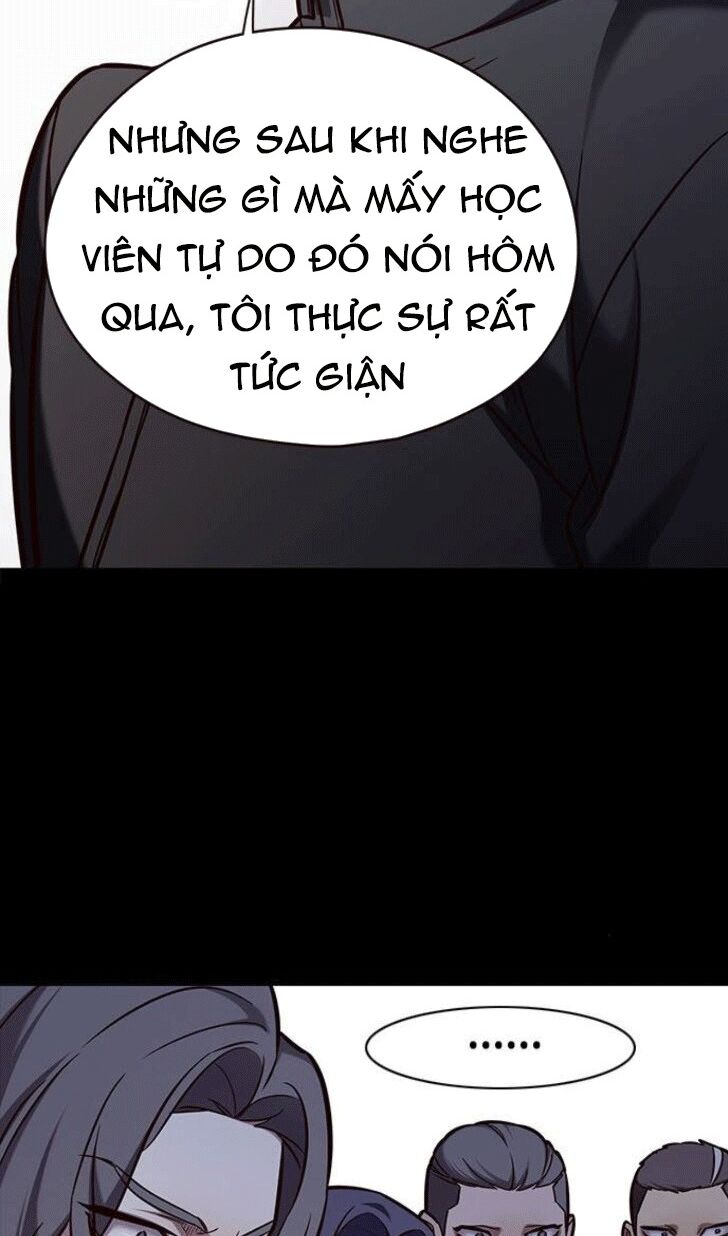 NHƯNG SAU KHI NGHE
NHỮNG GÌ MÀ MẤY HỌC
VIÊN TỰ DO ĐÓ NÓI HÔM
QUA, TÔI THỰC SỰ RẤT
TỨC GIẬN
••••••